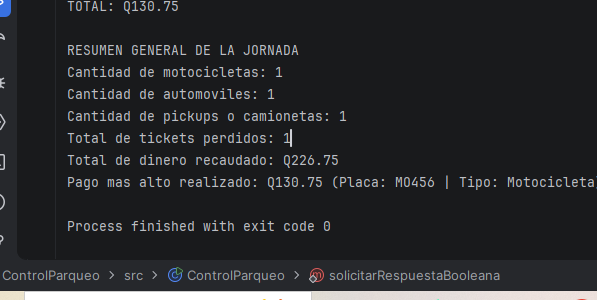 TOTAL: Q130.75
RESUMEN GENERAL DE LA JORNADA
Cantidad de motocicletas: 1
Cantidad de automoviles: 1
Cantidad de pickups o camionetas: 1
Total de tickets perdidos: 1
Total de dinero recaudado: Q226.75
Pago mas alto realizado: Q130.75 (Placa: MO456 | Tipo: Motocicleta)
Process finished with exit code 0
ControlParqueo > src > ControlParqueo > solicitarRespuestaBooleana